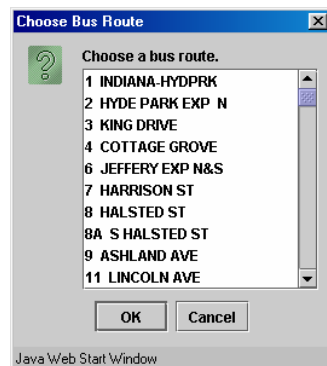 Choose Bus Route
Choose a bus route.
1 INDIANA-HYDPRK
2 HYDE PARK EXP N
3 KING DRIVE
4 COTTAGE GROVE
6 JEFFERY EXP N&S
7 HARRISON ST
8 HALSTED ST
8A S HALSTED ST
9 ASHLAND AVE
11 LINCOLN AVE
OK Cancel
Java Web Start Window